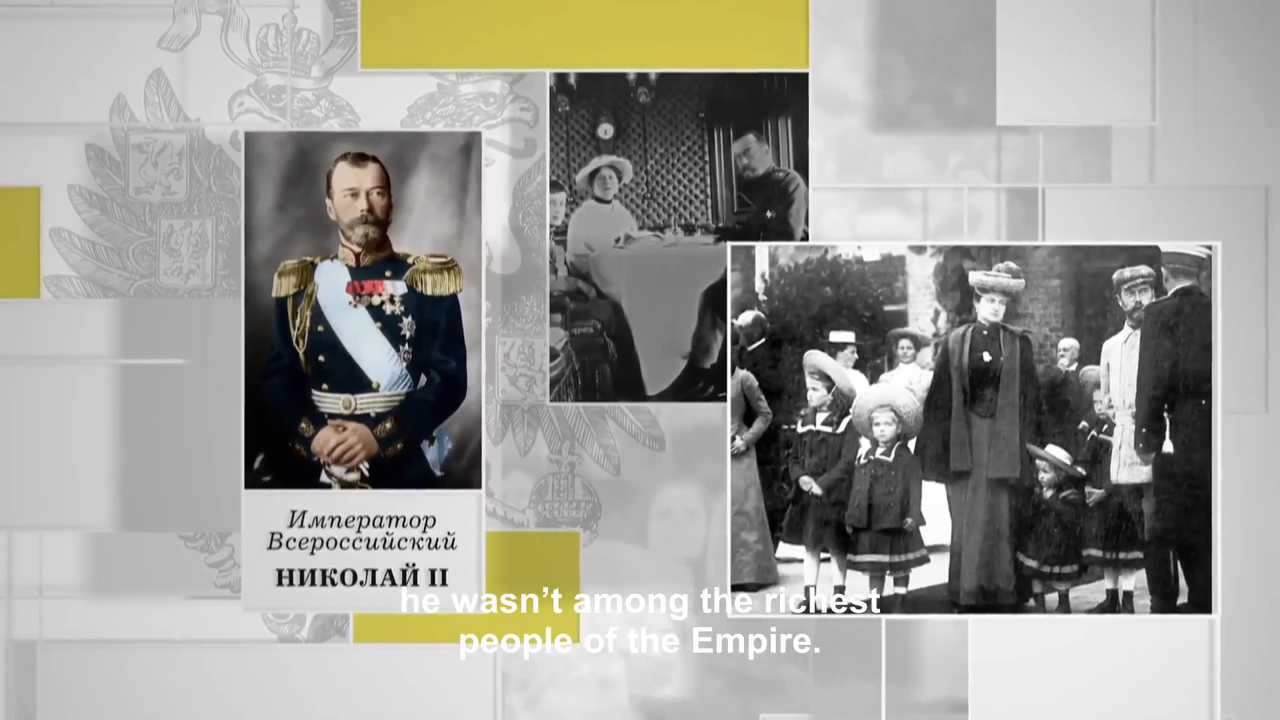 Император
Всероссийский
НИКОЛАЙ II
he wasn't among the richest
people of the Empire.